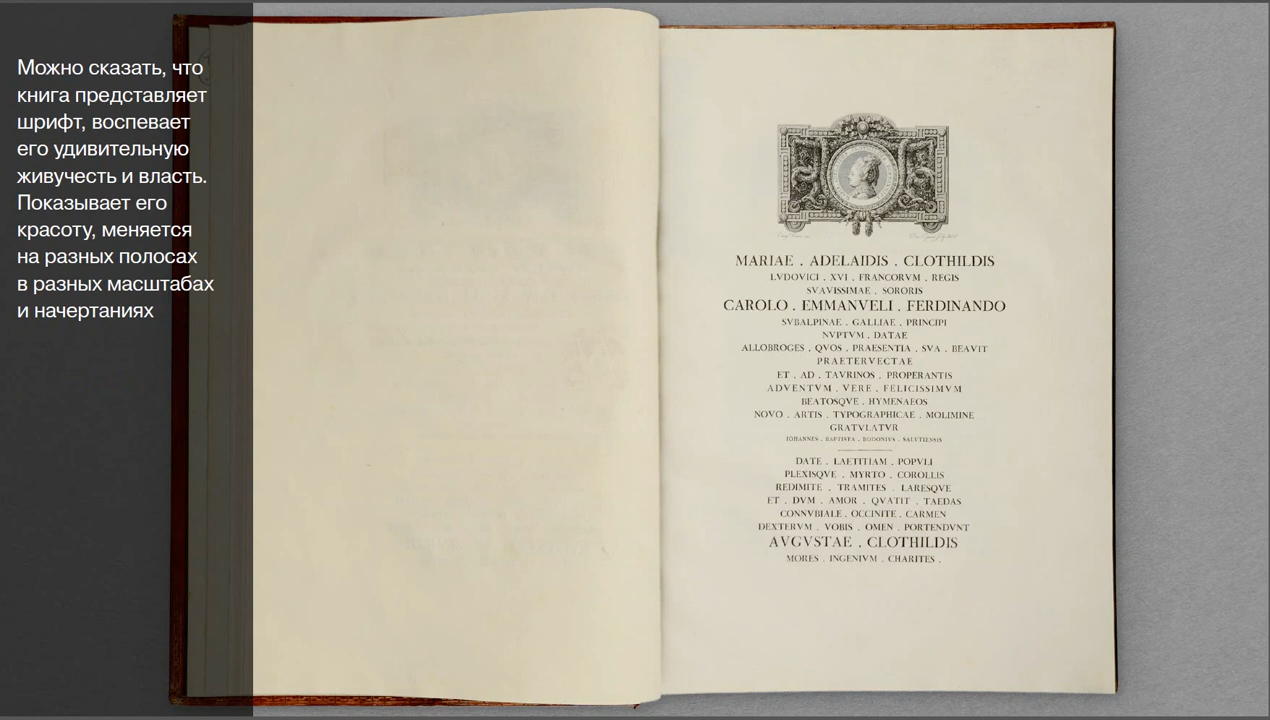 Можно сказать, что
книга представляет
шрифт, воспевает
его удивительную
живучесть и власть.
Показывает его
красоту, меняется
на разных полосах
в разных масштабах
и начертаниях
MARIAE . ADELAIDIS . CLOTHILDIS
LVDOVICI . XVI . FRANCORVM . REGIS
SVAVISSIMAE . SORORIS
CAROLO . EMMANVELI . FERDINANDO
SVBALPINAE . GALLIAE . PRINCIPI
NVPTVM . DATAE
ALLOBROGES . QVOS . PRAESENTIA . SVA . BEAVIT
PRAETERVECTAE
ET . AD . TAVRINOS . PROPERANTIS
ADVENTVM . VERE . FELICISSIMVM
BEATOSQVE . HYMENAEOS
NOVO . ARTIS . TYPOGRAPHICAE . MOLIMINE
GRATVLATVR
IOHANNES . BAPTISTA . BODONIVS . SALUTIENSIS
DATE . LAETITIAM . POPVLI
PLEXISQVE . MYRTO . COROLLIS
REDIMITE . TRAMITES . LARESQVE
ET . DVM . AMOR . QVATIT . TAEDAS
CONNVBIALE . OCCINITE . CARMEN
DEXTERVM . VOBIS . OMEN . PORTENDVNT
AVGVSTAE . CLOTHILDIS
MORES . INGENIVM . CHARITES .